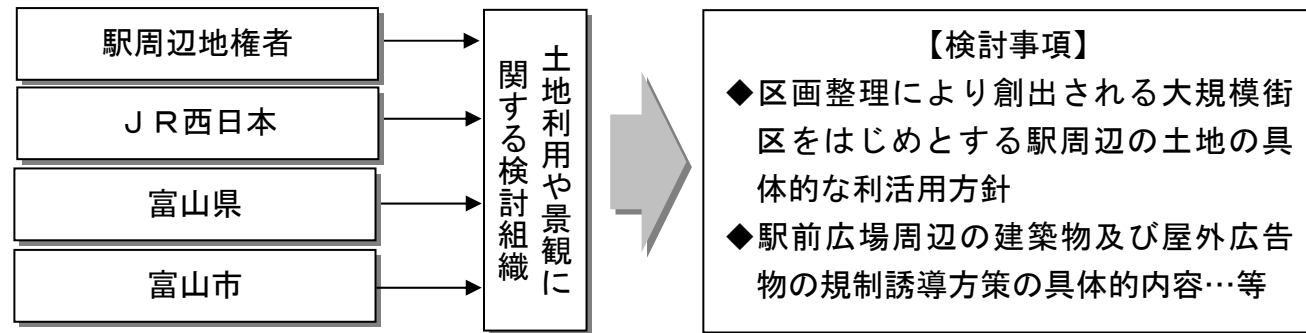 駅周辺地権者
ＪＲ西日本
富山県
富山市
土地利用や景観に
関する検討組織
【検討事項】
◆区画整理により創出される大規模街
区をはじめとする駅周辺の土地の具
体的な利活用方針
◆駅前広場周辺の建築物及び屋外広告
物の規制誘導方策の具体的内容…等